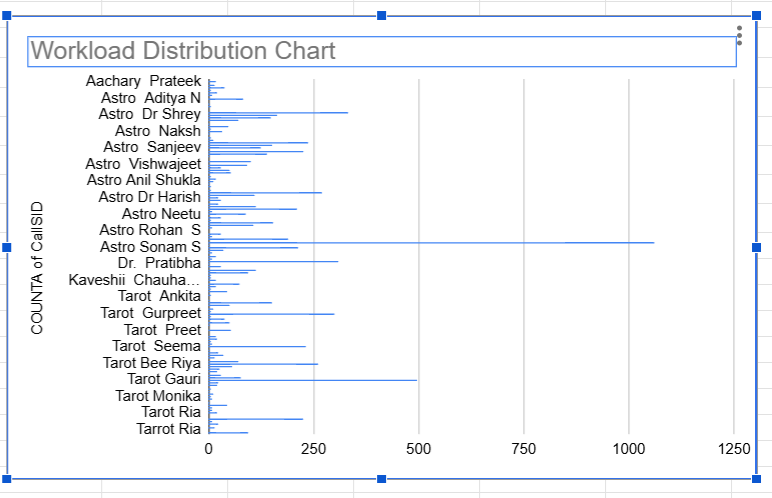 Workload Distribution Chart
COUNTA of CallSID
Aachary  Prateek
Astro  Aditya N
Astro  Dr Shrey
Astro  Naksh
Astro  Sanjeev
Astro  Vishwajeet
Astro Anil Shukla
Astro Dr Harish
Astro Neetu
Astro Rohan  S
Astro Sonam S
Dr.  Pratibha
Kaveshii  Chauha...
Tarot  Ankita
Tarot  Gurpreet
Tarot  Preet
Tarot  Seema
Tarot Bee Riya
Tarot Gauri
Tarot Monika
Tarot Ria
Tarrot Ria
0 250 500 750 1000 1250